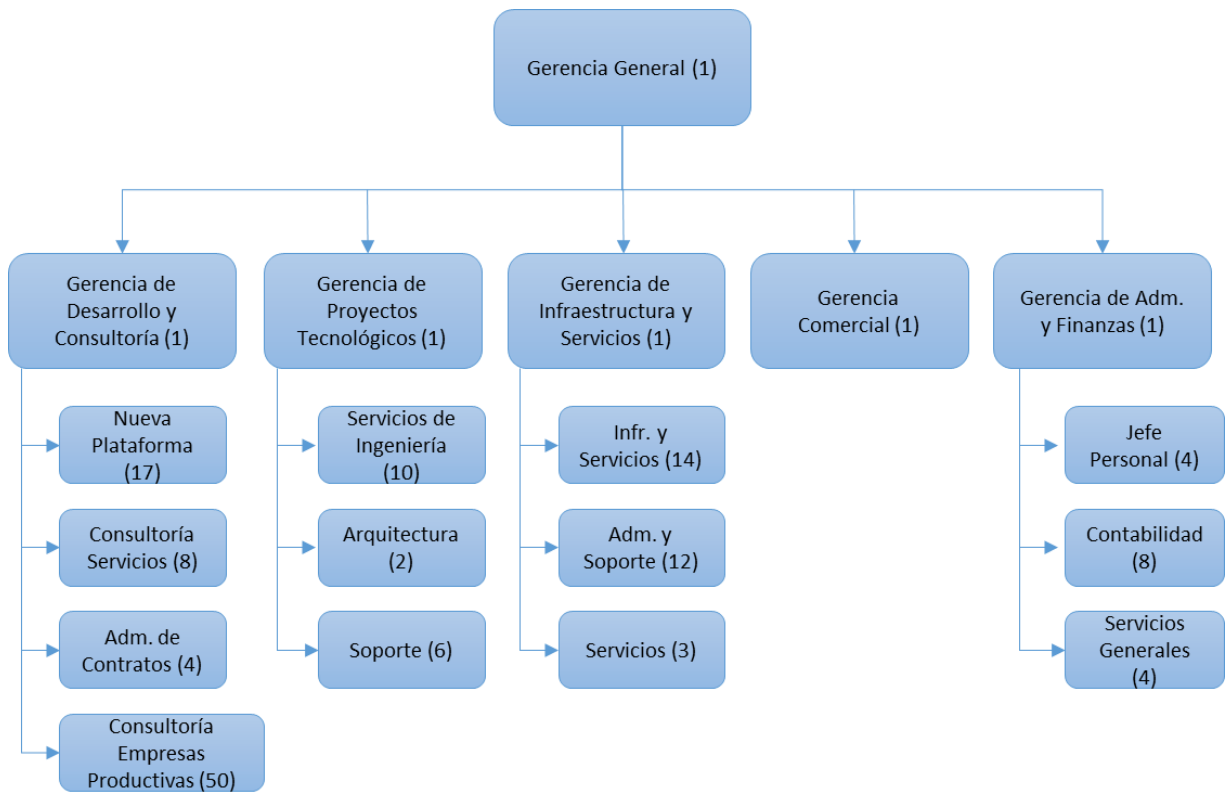 Gerencia General (1)
Gerencia de
Desarrollo y
Consultoría (1)
Gerencia de
Proyectos
Tecnológicos (1)
Gerencia de
Infraestructura y
Servicios (1)
Gerencia
Comercial (1)
Gerencia de Adm.
y Finanzas (1)
Nueva
Plataforma
(17)
Consultoría
Servicios (8)
Adm. de
Contratos (4)
Consultoría
Empresas
Productivas (50)
Servicios de
Ingeniería
(10)
Arquitectura
(2)
Soporte (6)
Infr. y
Servicios (14)
Adm. y
Soporte (12)
Servicios (3)
Jefe
Personal (4)
Contabilidad
(8)
Servicios
Generales
(4)